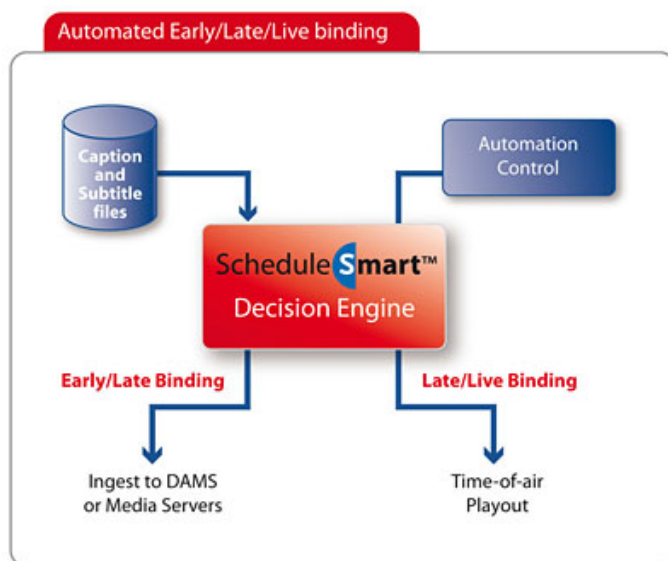 Automated Early/Late/Live binding
Caption
and
Subtitle
files
Automation
Control
ScheduleSmart™
Decision Engine
Early/Late Binding
Late/Live Binding
Ingest to DAMS
or Media Servers
Time-of-air
Playout